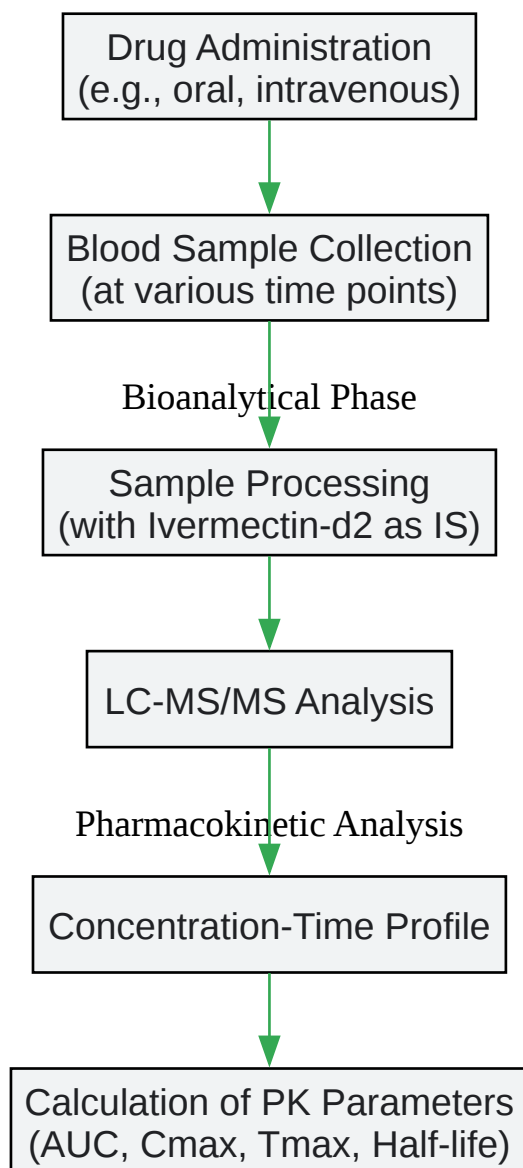 Drug Administration
(e.g., oral, intravenous)
Blood Sample Collection
(at various time points)
Bioanalytical Phase
Sample Processing
(with Ivermectin-d2 as IS)
LC-MS/MS Analysis
Pharmacokinetic Analysis
Concentration-Time Profile
Calculation of PK Parameters
(AUC, Cmax, Tmax, Half-life)